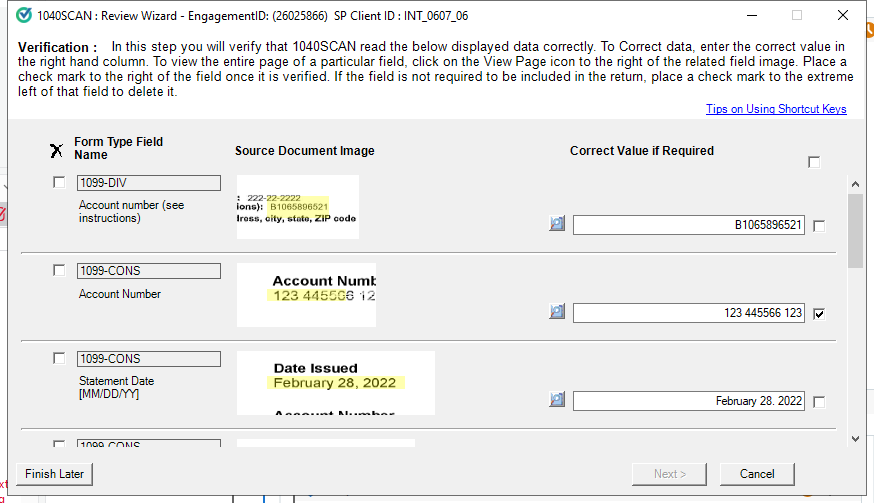 1040SCAN : Review Wizard - EngagementID: (26025866) SP Client ID : INT_0607_06
Verification : In this step you will verify that 1040SCAN read the below displayed data correctly. To Correct data, enter the correct value in
the right hand column. To view the entire page of a particular field, click on the View Page icon to the right of the related field image. Place a
check mark to the right of the field once it is verified. If the field is not required to be included in the return, place a check mark to the extreme
left of that field to delete it.
Tips on Using Shortcut Keys
X Form Type Field
Name
Source Document Image
Correct Value if Required
1099-DIV
Account number (see
instructions)
: 222-22-2222
ions): B1065896521
lress, city, state, ZIP code
B1065896521
1099-CONS
Account Number
Account Numb
123 445566 12
123 445566 123
1099-CONS
Statement Date
[MM/DD/YY]
Date Issued
February 28, 2022
Account Number
February 28. 2022
1099-CONS
Finish Later
Next >
Cancel